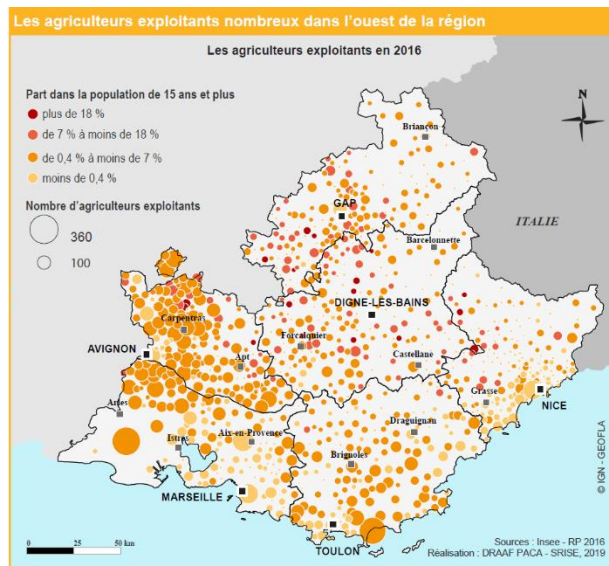 Les agriculteurs exploitants nombreux dans l'ouest de la région
Les agriculteurs exploitants en 2016
Part dans la population de 15 ans et plus
plus de 18 %
de 7 % à moins de 18 %
de 0,4 % à moins de 7 %
moins de 0,4 %
Nombre d'agriculteurs exploitants
360
100
N
Briançon
GAP
ITALIE
Barcelonnette
DIGNE-LES-BAINS
Carpentras
Forcalquier
AVIGNON
Apt
Castellane
Grasse
NICE
Arles
Istres
Aix-en-Provence
Draguignan
Brignoles
MARSEILLE
TOULON
© IGN - GEOFLA
0 25 50 km
Sources : Insee - RP 2016
Réalisation : DRAAF PACA - SRISE, 2019